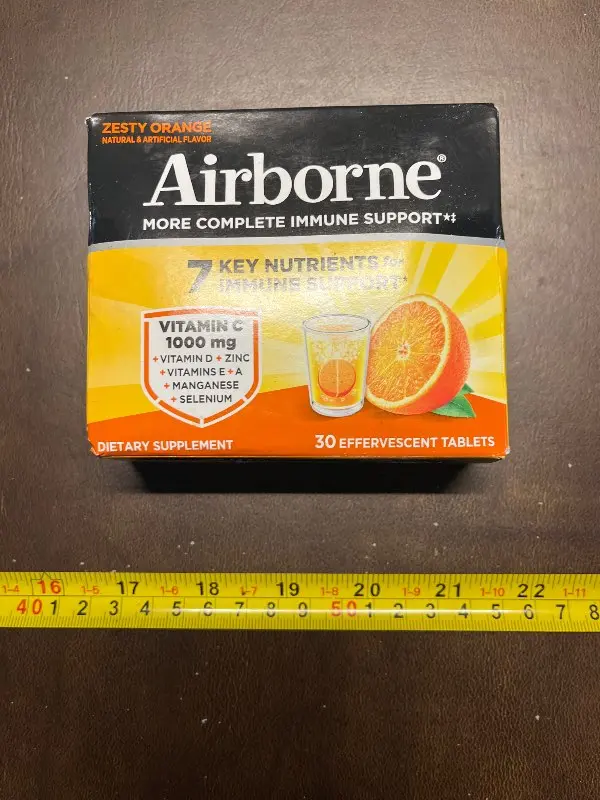 ZESTY ORANGE
NATURAL & ARTIFICIAL FLAVOR
Airborne®
MORE COMPLETE IMMUNE SUPPORT*‡
7 KEY NUTRIENTS for
IMMUNE SUPPORT*
VITAMIN C
1000 mg
+VITAMIN D + ZINC
+VITAMINS E + A
+ MANGANESE
+ SELENIUM
DIETARY SUPPLEMENT
30 EFFERVESCENT TABLETS
1-4 16 1-5 17 1-6 18 1-7 19 1-8 20 1-9 21 1-10 22 1-11
40 1 2 3 4 5 6 7 8 9 50 1 2 3 4 5 6 7 8